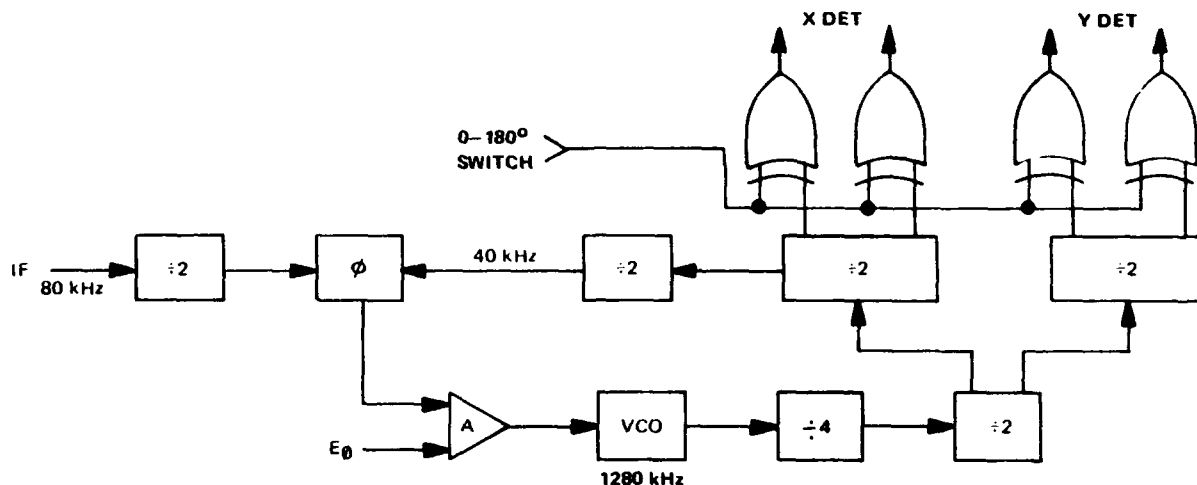 X DET
Y DET
0–180°
SWITCH
IF
80 kHz
÷2
ϕ
40 kHz
÷2
÷2
÷2
A
E∅
VCO
1280 kHz
÷4
÷2